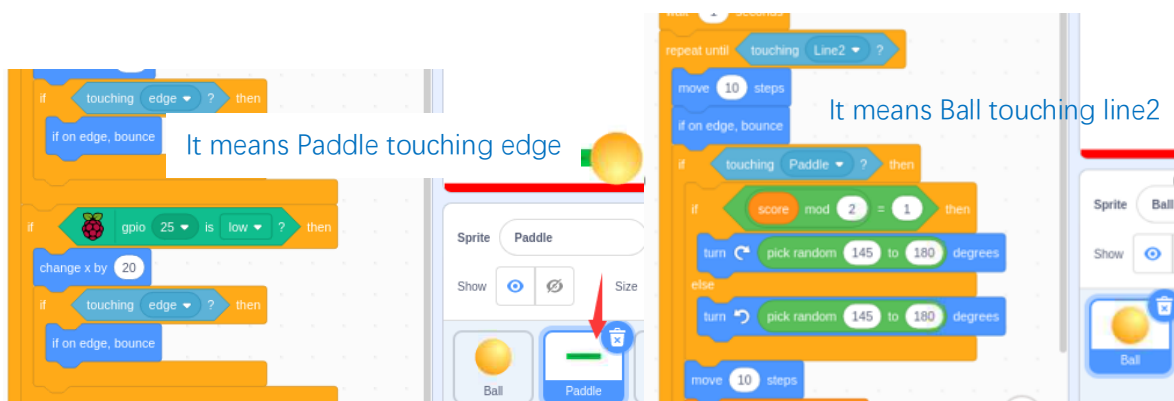 if touching edge ? then
if on edge, bounce
It means Paddle touching edge
if gpio 25 is low ? then
change x by 20
if touching edge ? then
if on edge, bounce
Sprite Paddle
Show Size
Ball Paddle
1 seconds
repeat until touching Line2 ?
move 10 steps
It means Ball touching line2
if on edge, bounce
if touching Paddle ? then
if score mod 2 = 1 then
turn pick random 145 to 180 degrees
else
turn pick random 145 to 180 degrees
move 10 steps
Sprite Ball
Show
Ball